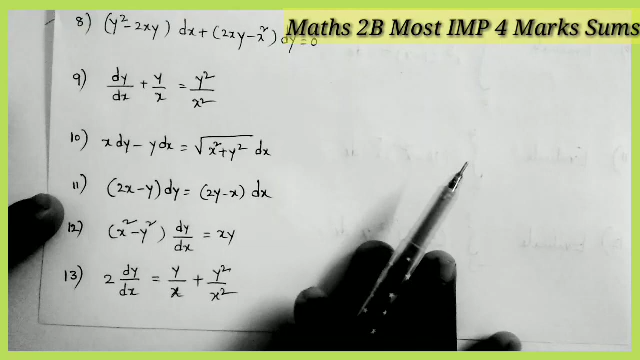 Maths 2B Most IMP 4 Marks Sums
8) (y² - 2xy) dx + (2xy - x²) dy = 0
9) dy/dx + y/x = y²/x²
10) x dy - y dx = √(x² + y²) dx
11) (2x - y) dy = (2y - x) dx
12) (x² - y²) dy/dx = xy
13) 2 dy/dx = y/x + y²/x²